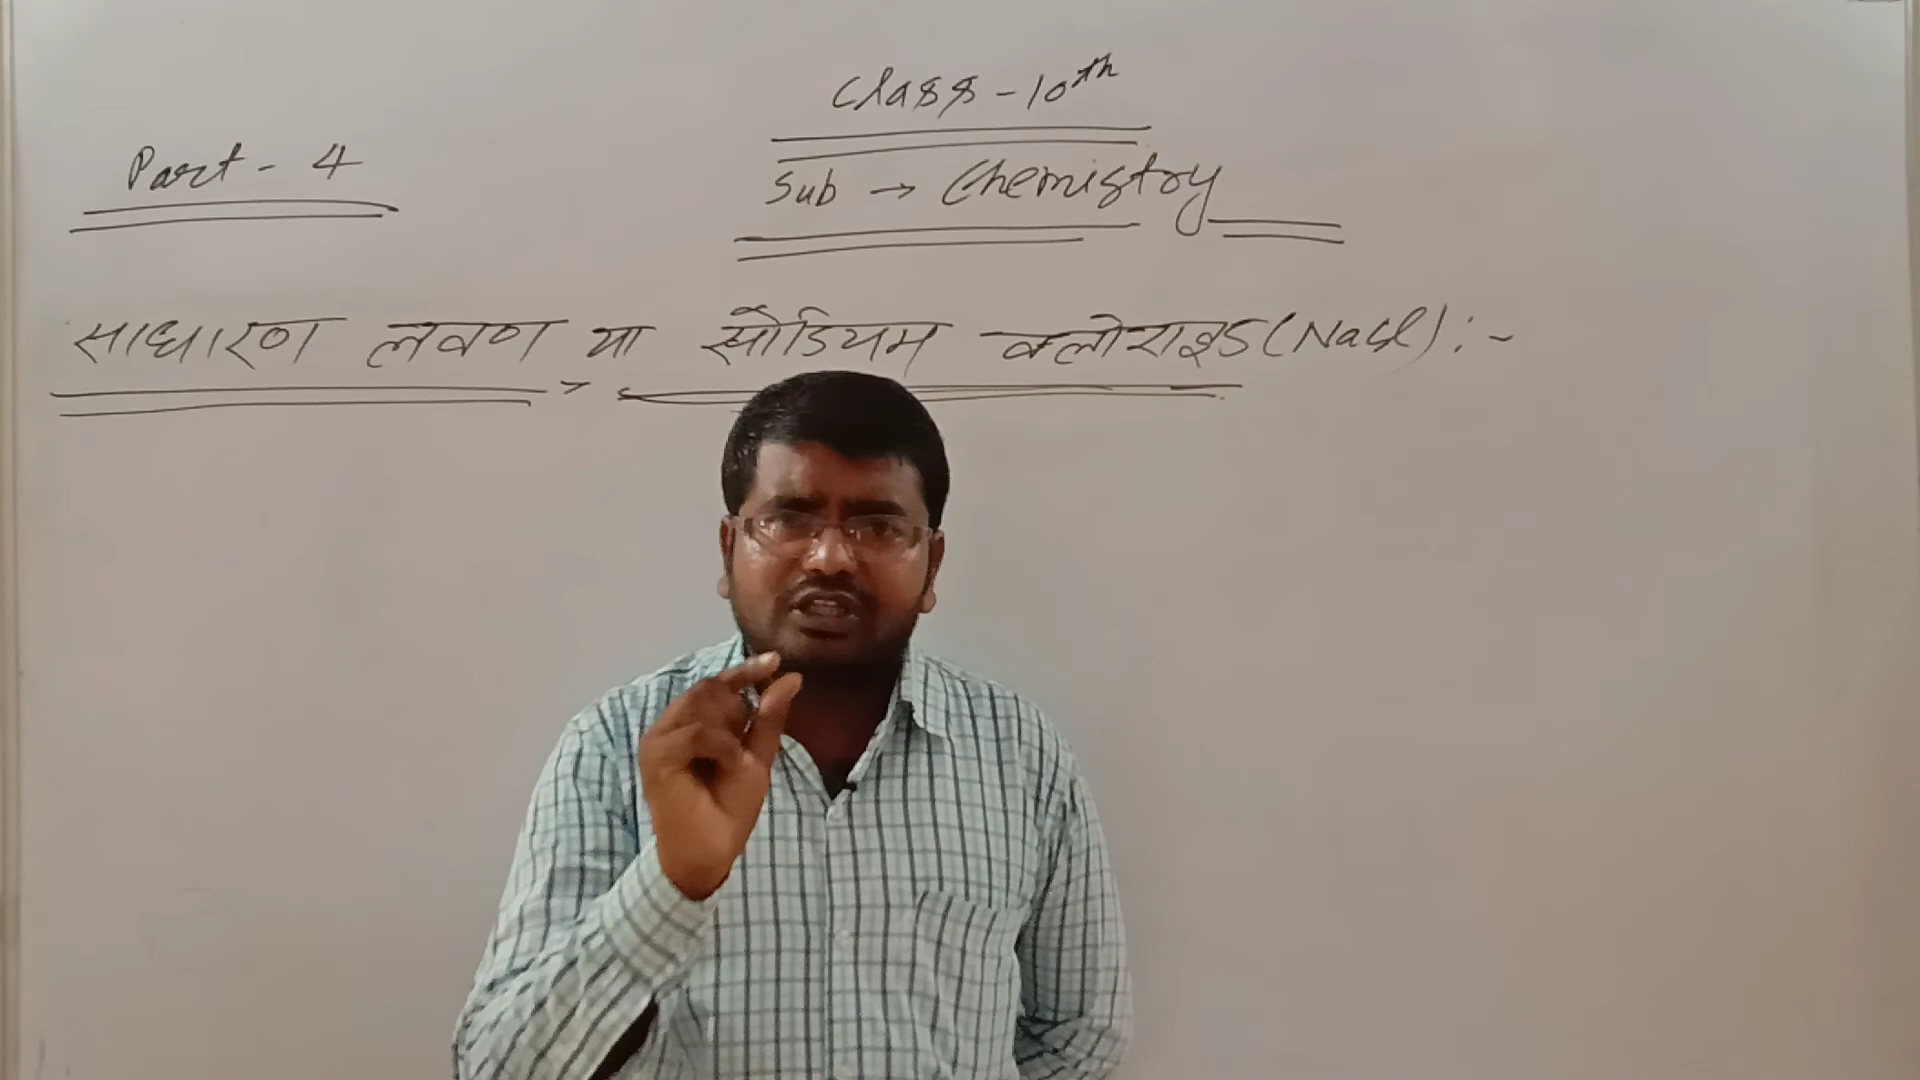 Class - 10th
Part - 4
Sub → Chemistry
साधारण लवण या सोडियम क्लोराइड (NaCl) :-